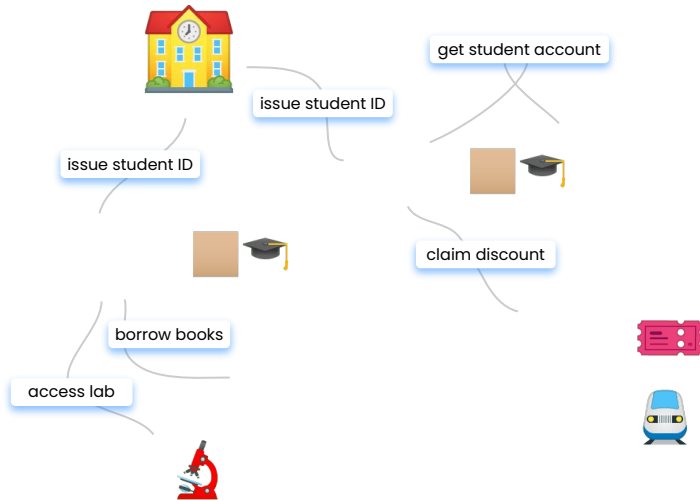 get student account
issue student ID
issue student ID
claim discount
borrow books
access lab